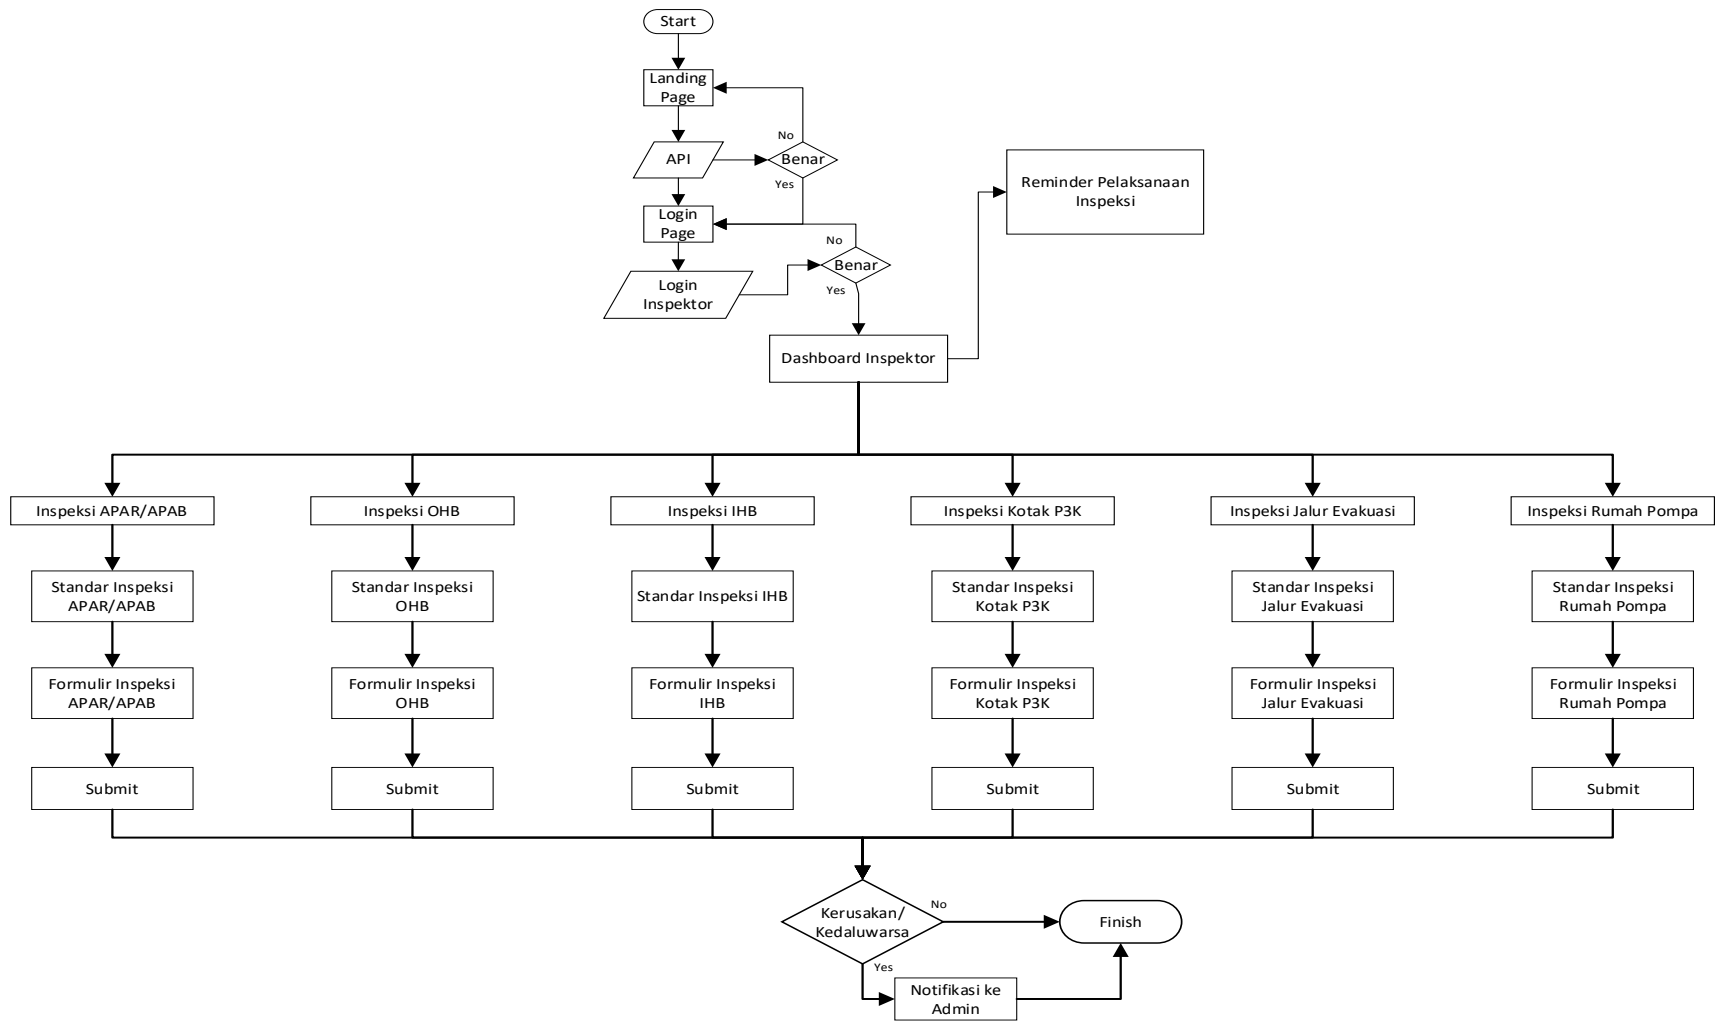 Start
Landing
Page
No
API
Benar
Yes
Login
Page
No
Benar
Login
Inspektor
Yes
Reminder Pelaksanaan
Inspeksi
Dashboard Inspektor
Inspeksi APAR/APAB
Inspeksi OHB
Inspeksi IHB
Inspeksi Kotak P3K
Inspeksi Jalur Evakuasi
Inspeksi Rumah Pompa
Standar Inspeksi
APAR/APAB
Standar Inspeksi
OHB
Standar Inspeksi IHB
Standar Inspeksi
Kotak P3K
Standar Inspeksi
Jalur Evakuasi
Standar Inspeksi
Rumah Pompa
Formulir Inspeksi
APAR/APAB
Formulir Inspeksi
OHB
Formulir Inspeksi
IHB
Formulir Inspeksi
Kotak P3K
Formulir Inspeksi
Jalur Evakuasi
Formulir Inspeksi
Rumah Pompa
Submit
Submit
Submit
Submit
Submit
Submit
Kerusakan/
Kedaluwarsa
No
Finish
Yes
Notifikasi ke
Admin